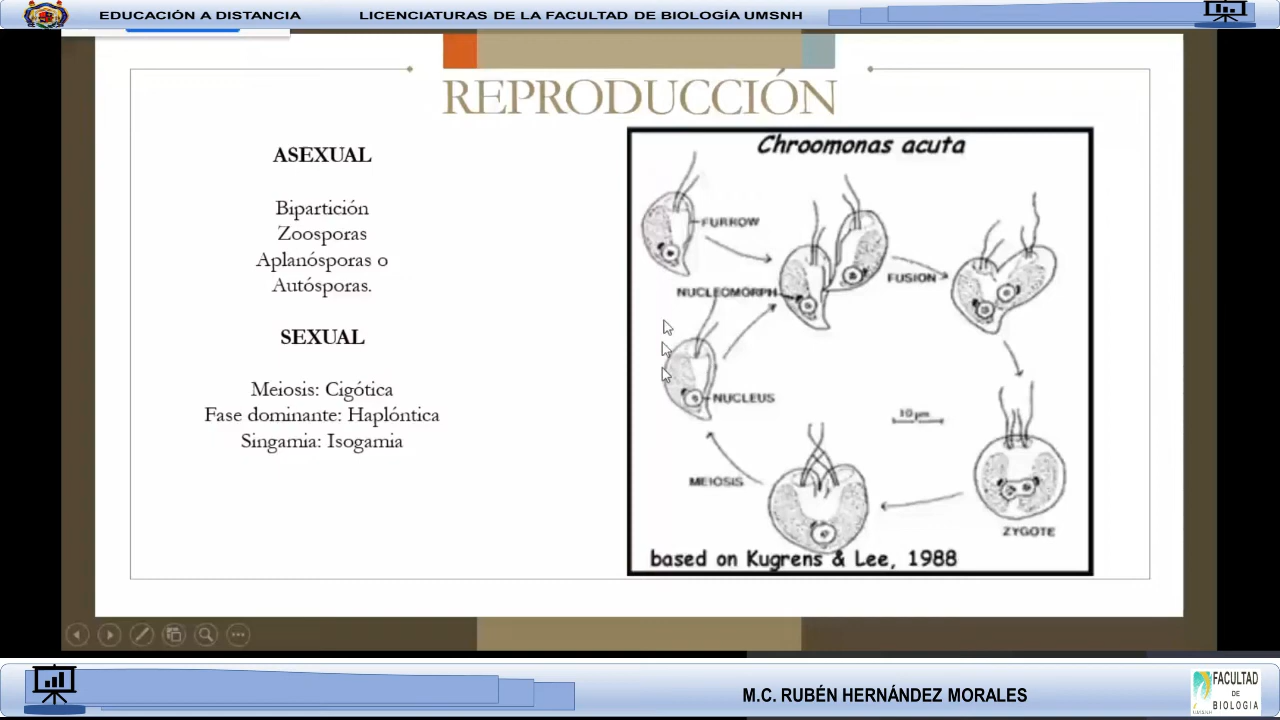 EDUCACIÓN A DISTANCIA LICENCIATURAS DE LA FACULTAD DE BIOLOGÍA UMSNH
REPRODUCCIÓN
ASEXUAL
Bipartición
Zoosporas
Aplanósporas o
Autósporas.
SEXUAL
Meiosis: Cigótica
Fase dominante: Haplóntica
Singamia: Isogamia
Chroomonas acuta
FURROW
FUSION
NUCLEOMORPH
NUCLEUS
10 µm
MEIOSIS
ZYGOTE
based on Kugrens & Lee, 1988
M.C. RUBÉN HERNÁNDEZ MORALES
FACULTAD
DE
BIOLOGIA